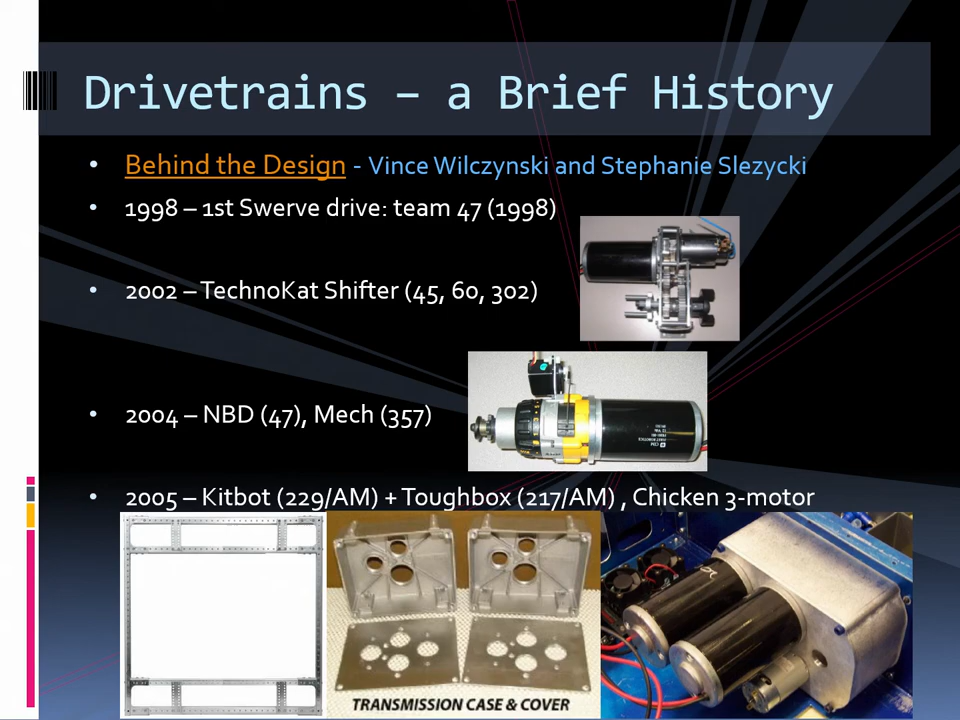 Drivetrains – a Brief History
• Behind the Design - Vince Wilczynski and Stephanie Slezycki
• 1998 – 1st Swerve drive: team 47 (1998)
• 2002 – TechnoKat Shifter (45, 60, 302)
• 2004 – NBD (47), Mech (357)
• 2005 – Kitbot (229/AM) + Toughbox (217/AM) , Chicken 3-motor
TRANSMISSION CASE & COVER